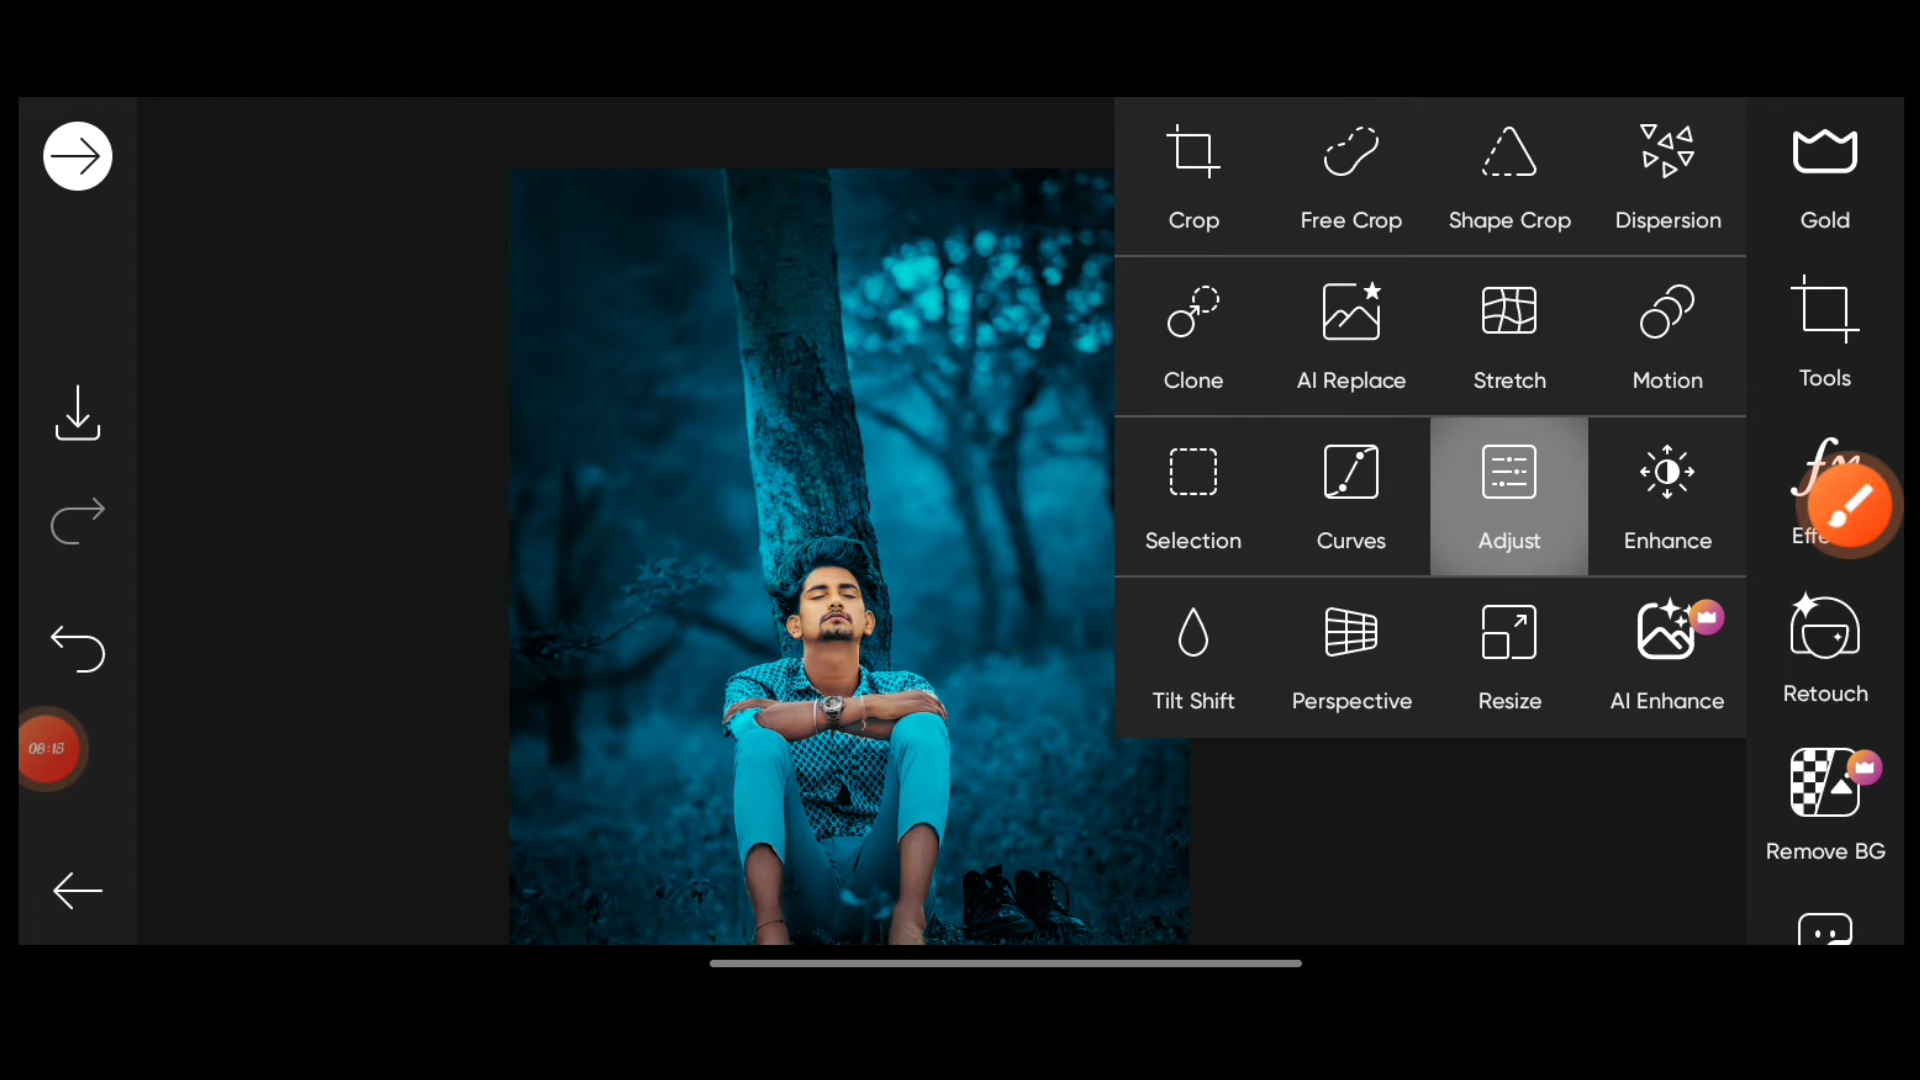 Crop Free Crop Shape Crop Dispersion Gold
Clone AI Replace Stretch Motion Tools
Selection Curves Adjust Enhance
Tilt Shift Perspective Resize AI Enhance Retouch
08:15
Remove BG